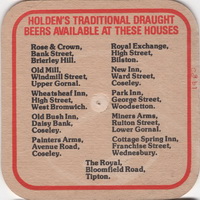 HOLDEN'S TRADITIONAL DRAUGHT
BEERS AVAILABLE AT THESE HOUSES
Rose & Crown,
Bank Street,
Brierley Hill.
Old Mill,
Windmill Street,
Upper Gornal.
Wheatsheaf Inn,
High Street,
West Bromwich.
Old Bush Inn,
Daisy Bank,
Coseley.
Painters Arms,
Avenue Road,
Coseley.
Royal Exchange,
High Street,
Bilston.
New Inn,
Ward Street,
Coseley.
Park Inn,
George Street,
Woodsetton.
Miners Arms,
Ruiton Street,
Lower Gornal.
Cottage Spring Inn,
Franchise Street,
Wednesbury.
The Royal,
Bloomfield Road,
Tipton.